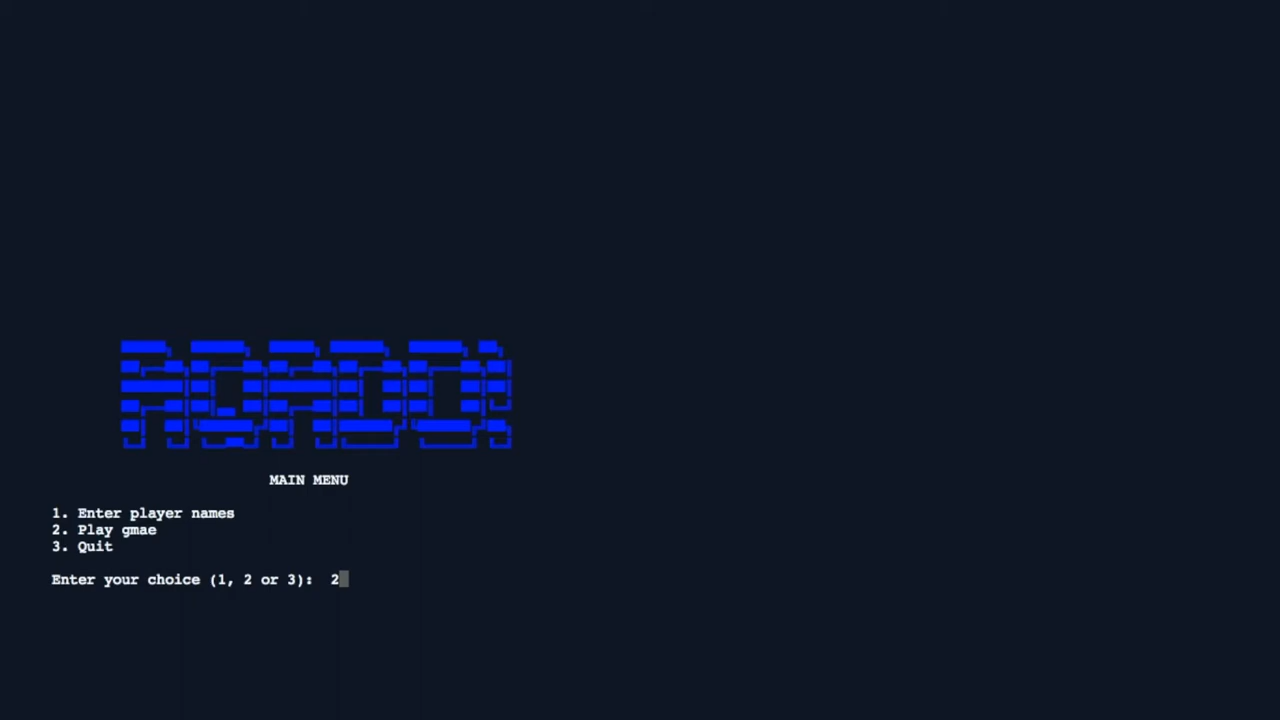 AQADO!
MAIN MENU
1. Enter player names
2. Play gmae
3. Quit
Enter your choice (1, 2 or 3): 2